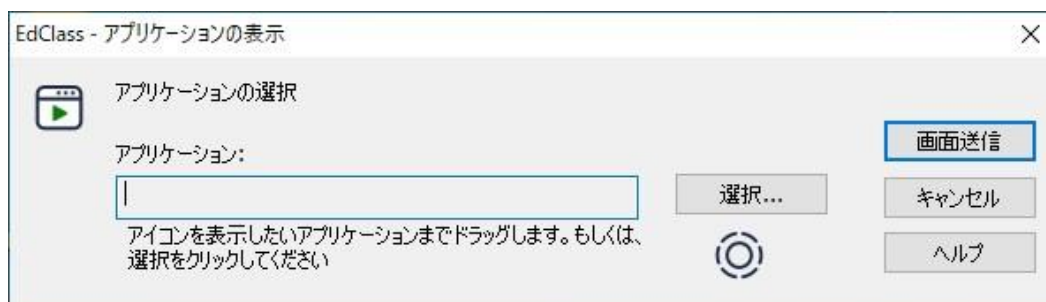 EdClass - アプリケーションの表示
アプリケーションの選択
アプリケーション:
選択...
アイコンを表示したいアプリケーションまでドラッグします。もしくは、
選択をクリックしてください
画面送信
キャンセル
ヘルプ